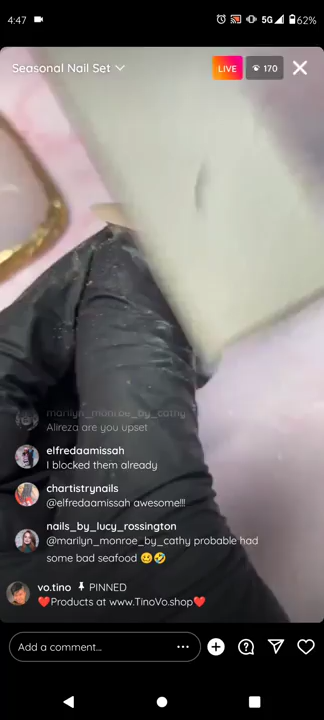 4:47
5G
62%
Seasonal Nail Set
LIVE
170
marilyn_monroe_by_cathy
Alireza are you upset
elfredaamissah
I blocked them already
chartistrynails
@elfredaamissah awesome!!!
nails_by_lucy_rossington
@marilyn_monroe_by_cathy probable had
some bad seafood 🥴🤣
vo.tino 📌 PINNED
❤️Products at www.TinoVo.shop❤️
Add a comment…